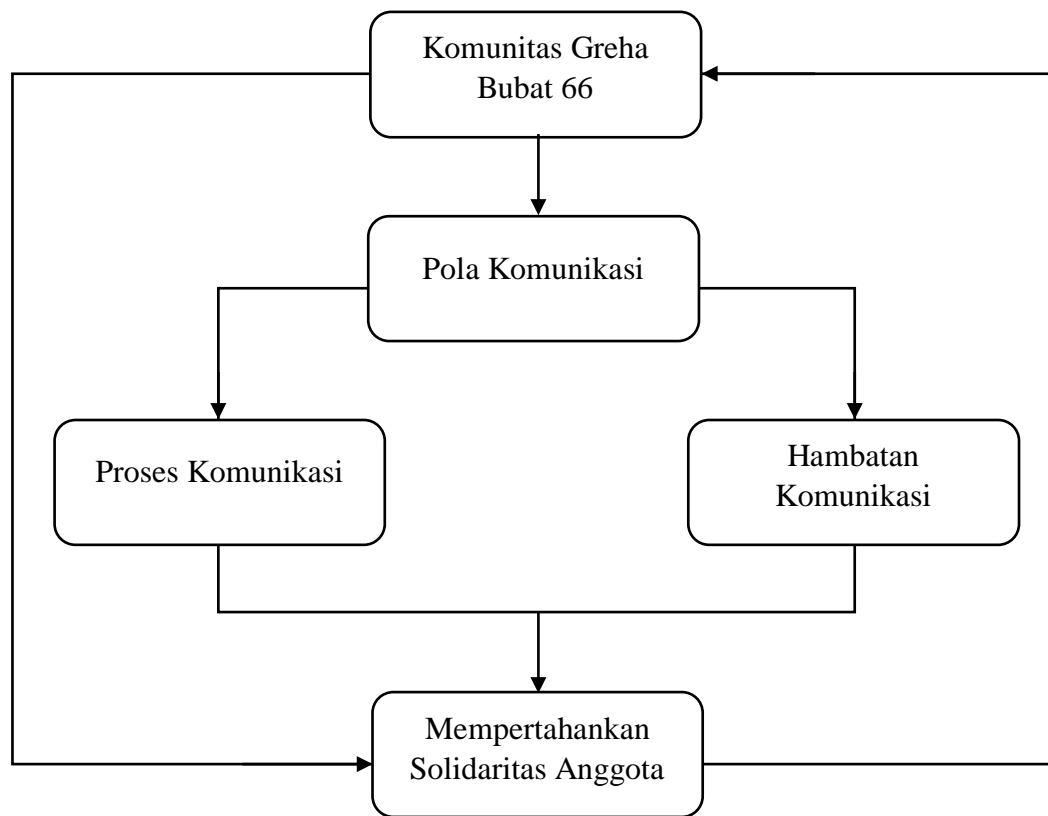 Komunitas Greha
Bubat 66
Pola Komunikasi
Proses Komunikasi
Hambatan
Komunikasi
Mempertahankan
Solidaritas Anggota